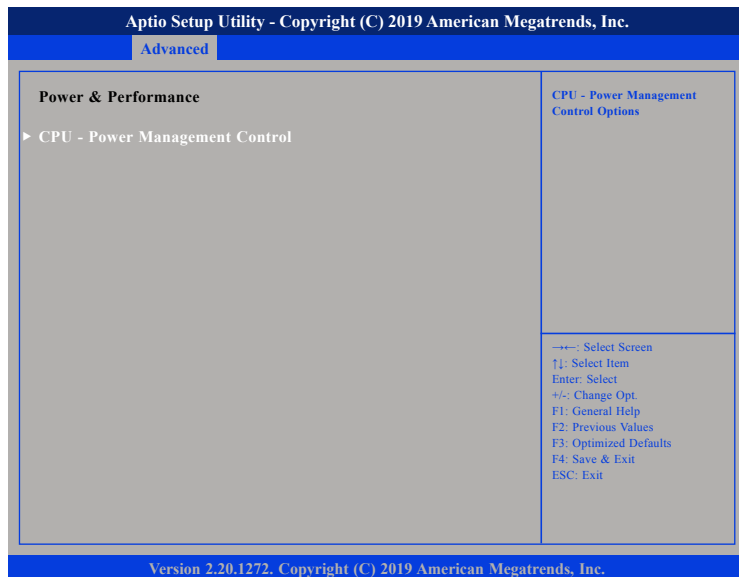 Aptio Setup Utility - Copyright (C) 2019 American Megatrends, Inc.
Advanced
Power & Performance
► CPU - Power Management Control
CPU - Power Management
Control Options
→←: Select Screen
↑↓: Select Item
Enter: Select
+/-: Change Opt.
F1: General Help
F2: Previous Values
F3: Optimized Defaults
F4: Save & Exit
ESC: Exit
Version 2.20.1272. Copyright (C) 2019 American Megatrends, Inc.